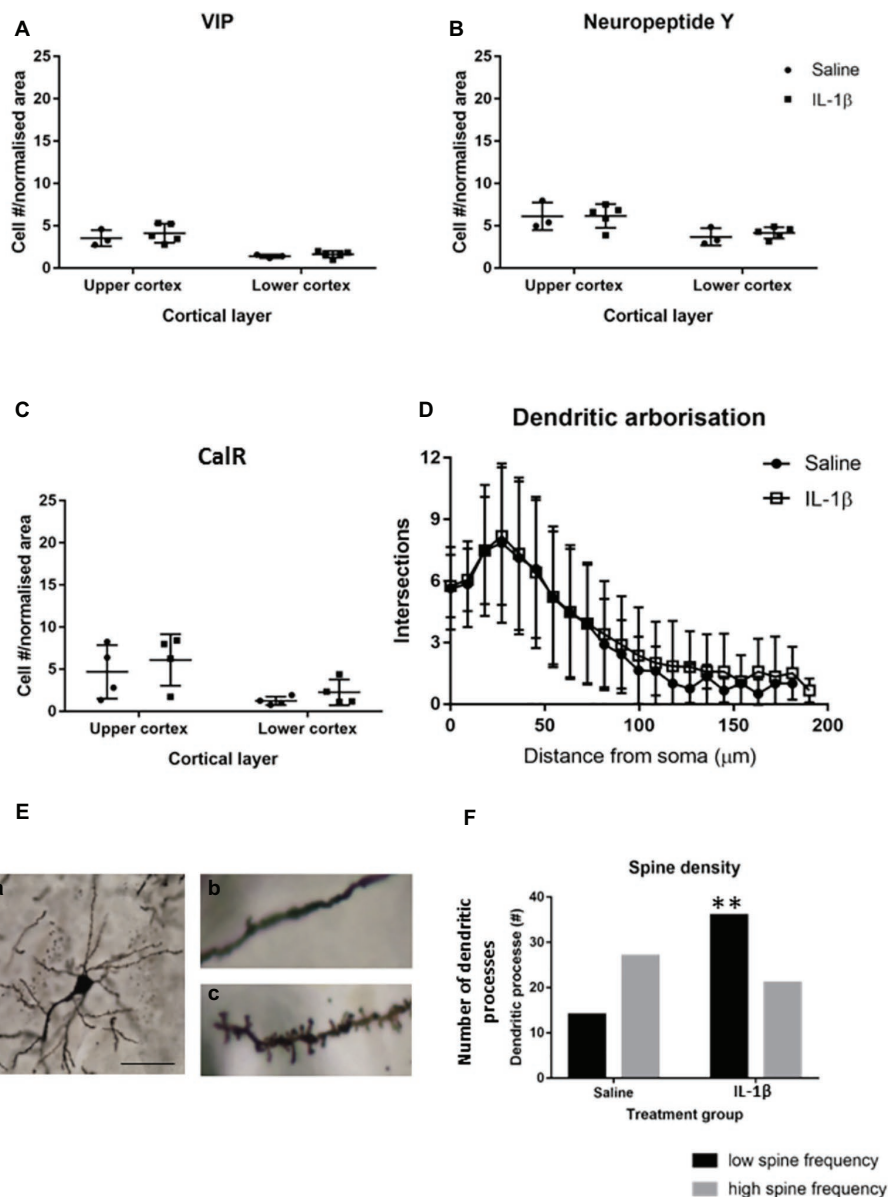 A
VIP
Cell #/normalised area
25
20
15
10
5
0
Upper cortex
Lower cortex
Cortical layer
B
Neuropeptide Y
Cell #/normalised area
25
20
15
10
5
0
Upper cortex
Lower cortex
Cortical layer
Saline
IL-1β
C
CalR
Cell #/normalised area
25
20
15
10
5
0
Upper cortex
Lower cortex
Cortical layer
D
Dendritic arborisation
Intersections
12
9
6
3
0
0
50
100
150
200
Distance from soma (μm)
Saline
IL-1β
E
a
b
c
F
Spine density
Number of dendritic
processes
Dendritic processe (#)
40
30
20
10
0
**
Saline
IL-1β
Treatment group
low spine frequency
high spine frequency